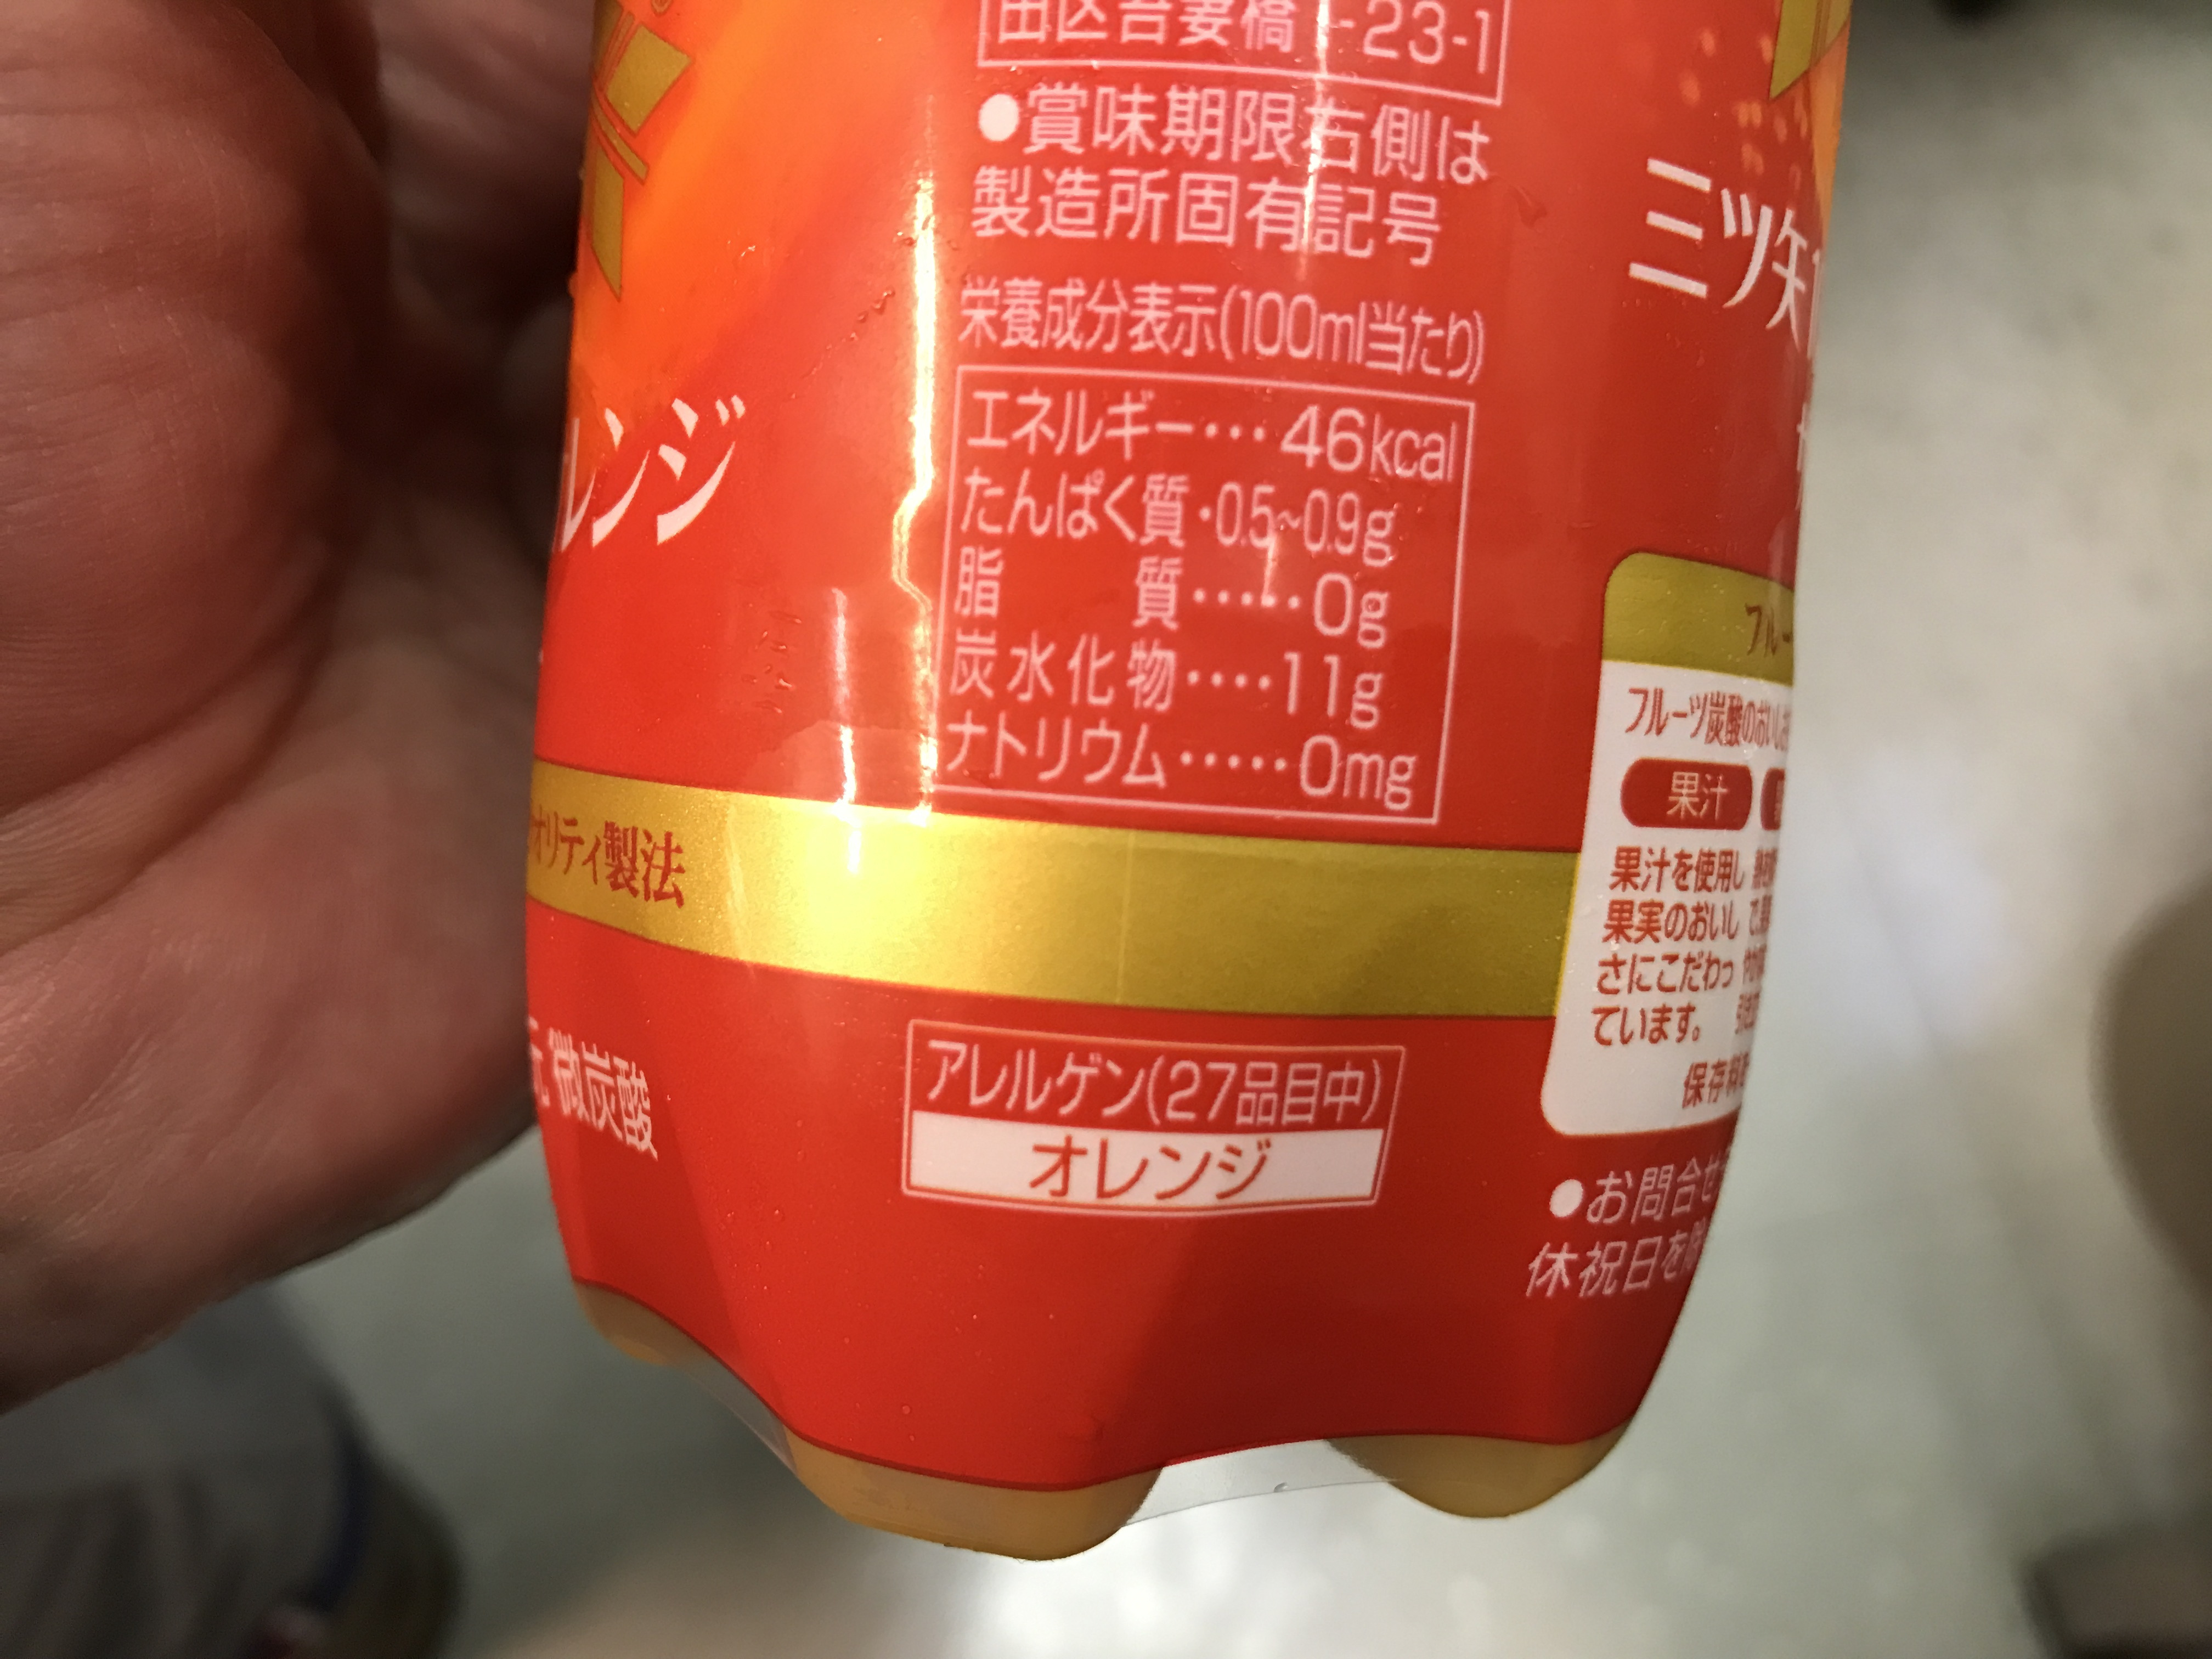 田区吾妻橋1-23-1
●賞味期限右側は
製造所固有記号
栄養成分表示(100ml当たり)
エネルギー···46kcal
たんぱく質·0.5~0.9g
脂 質·····0g
炭水化物····11g
ナトリウム·····0mg
アレルゲン(27品目中)
オレンジ
レンジ
オリティ製法
微炭酸
三ツ矢
フルーツ炭酸のおいし
果汁
果汁を使用し
果実のおいし
さにこだわっ
ています。
保存料
●お問合せ
休祝日を除